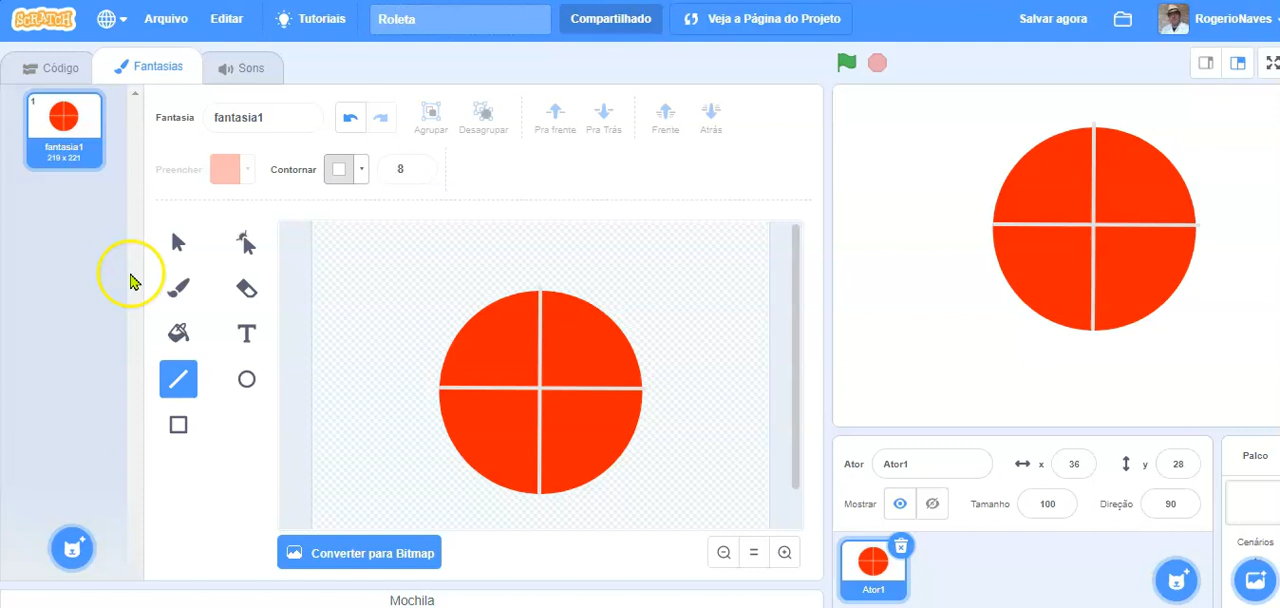 SCRATCH Arquivo Editar Tutoriais Roleta Compartilhado Veja a Página do Projeto Salvar agora RogerioNaves
Código Fantasias Sons
1
fantasia1
219 x 221
Fantasia fantasia1 Agrupar Desagrupar Pra frente Pra Trás Frente Atrás
Preencher Contornar 8
T
Converter para Bitmap
Mochila
Ator Ator1 x 36 y 28
Mostrar Tamanho 100 Direção 90
Ator1
Palco
Cenários